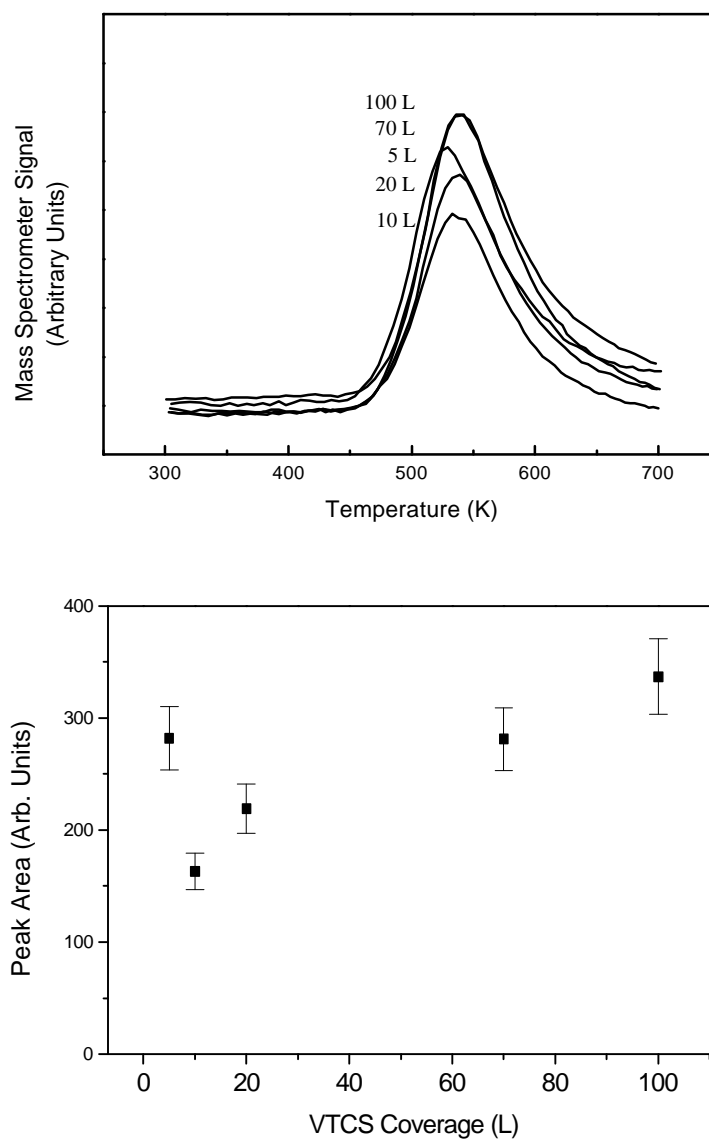 Mass Spectrometer Signal
(Arbitrary Units)
100 L
70 L
5 L
20 L
10 L
300 400 500 600 700
Temperature (K)
Peak Area (Arb. Units)
400
300
200
100
0
0 20 40 60 80 100
VTCS Coverage (L)